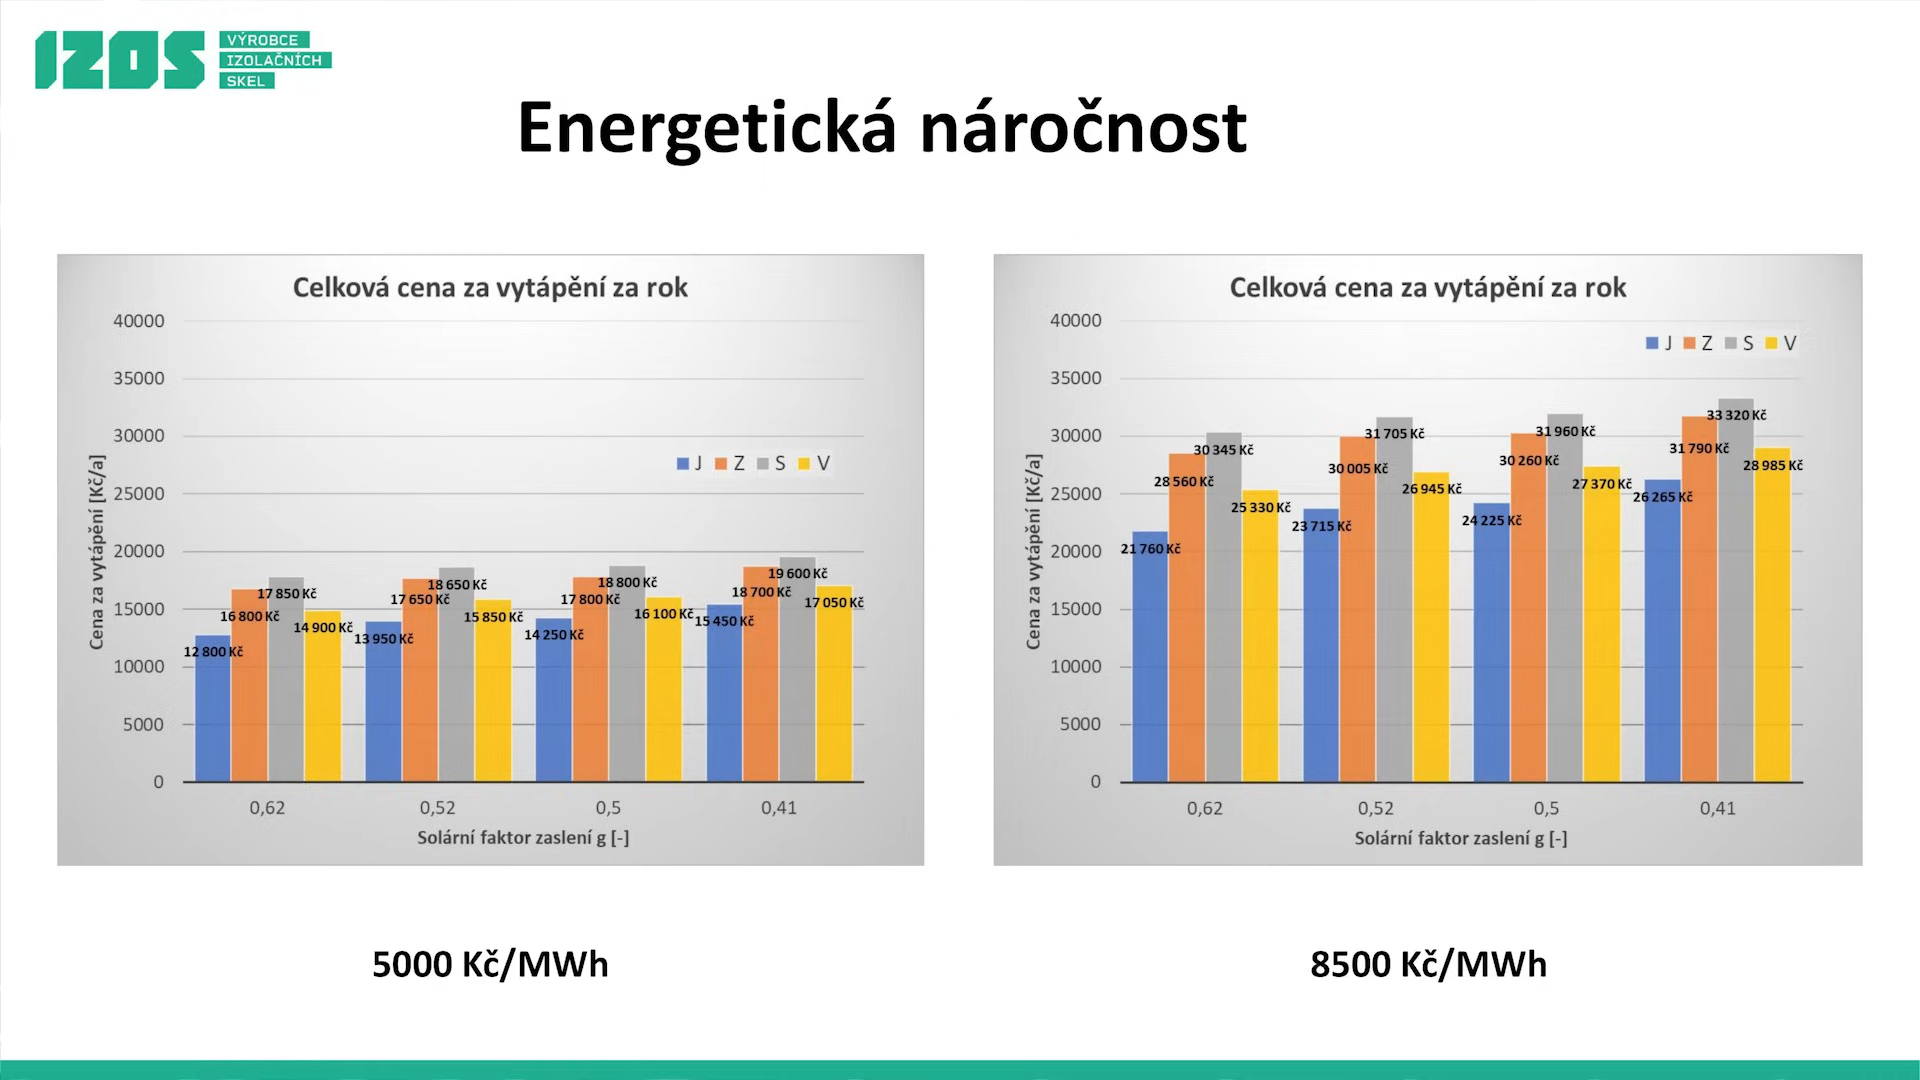 IZOS
VÝROBCE
IZOLAČNÍCH
SKEL
Energetická náročnost
Celková cena za vytápění za rok
40000
35000
30000
25000
20000
15000
10000
5000
0
Cena za vytápění [Kč/a]
J Z S V
12 800 Kč
16 800 Kč
17 850 Kč
14 900 Kč
13 950 Kč
17 650 Kč
18 650 Kč
15 850 Kč
14 250 Kč
17 800 Kč
18 800 Kč
16 100 Kč
15 450 Kč
18 700 Kč
19 600 Kč
17 050 Kč
0,62 0,52 0,5 0,41
Solární faktor zaslení g [-]
5000 Kč/MWh
Celková cena za vytápění za rok
40000
35000
30000
25000
20000
15000
10000
5000
0
Cena za vytápění [Kč/a]
J Z S V
21 760 Kč
28 560 Kč
30 345 Kč
25 330 Kč
23 715 Kč
30 005 Kč
31 705 Kč
26 945 Kč
24 225 Kč
30 260 Kč
31 960 Kč
27 370 Kč
26 265 Kč
31 790 Kč
33 320 Kč
28 985 Kč
0,62 0,52 0,5 0,41
Solární faktor zaslení g [-]
8500 Kč/MWh